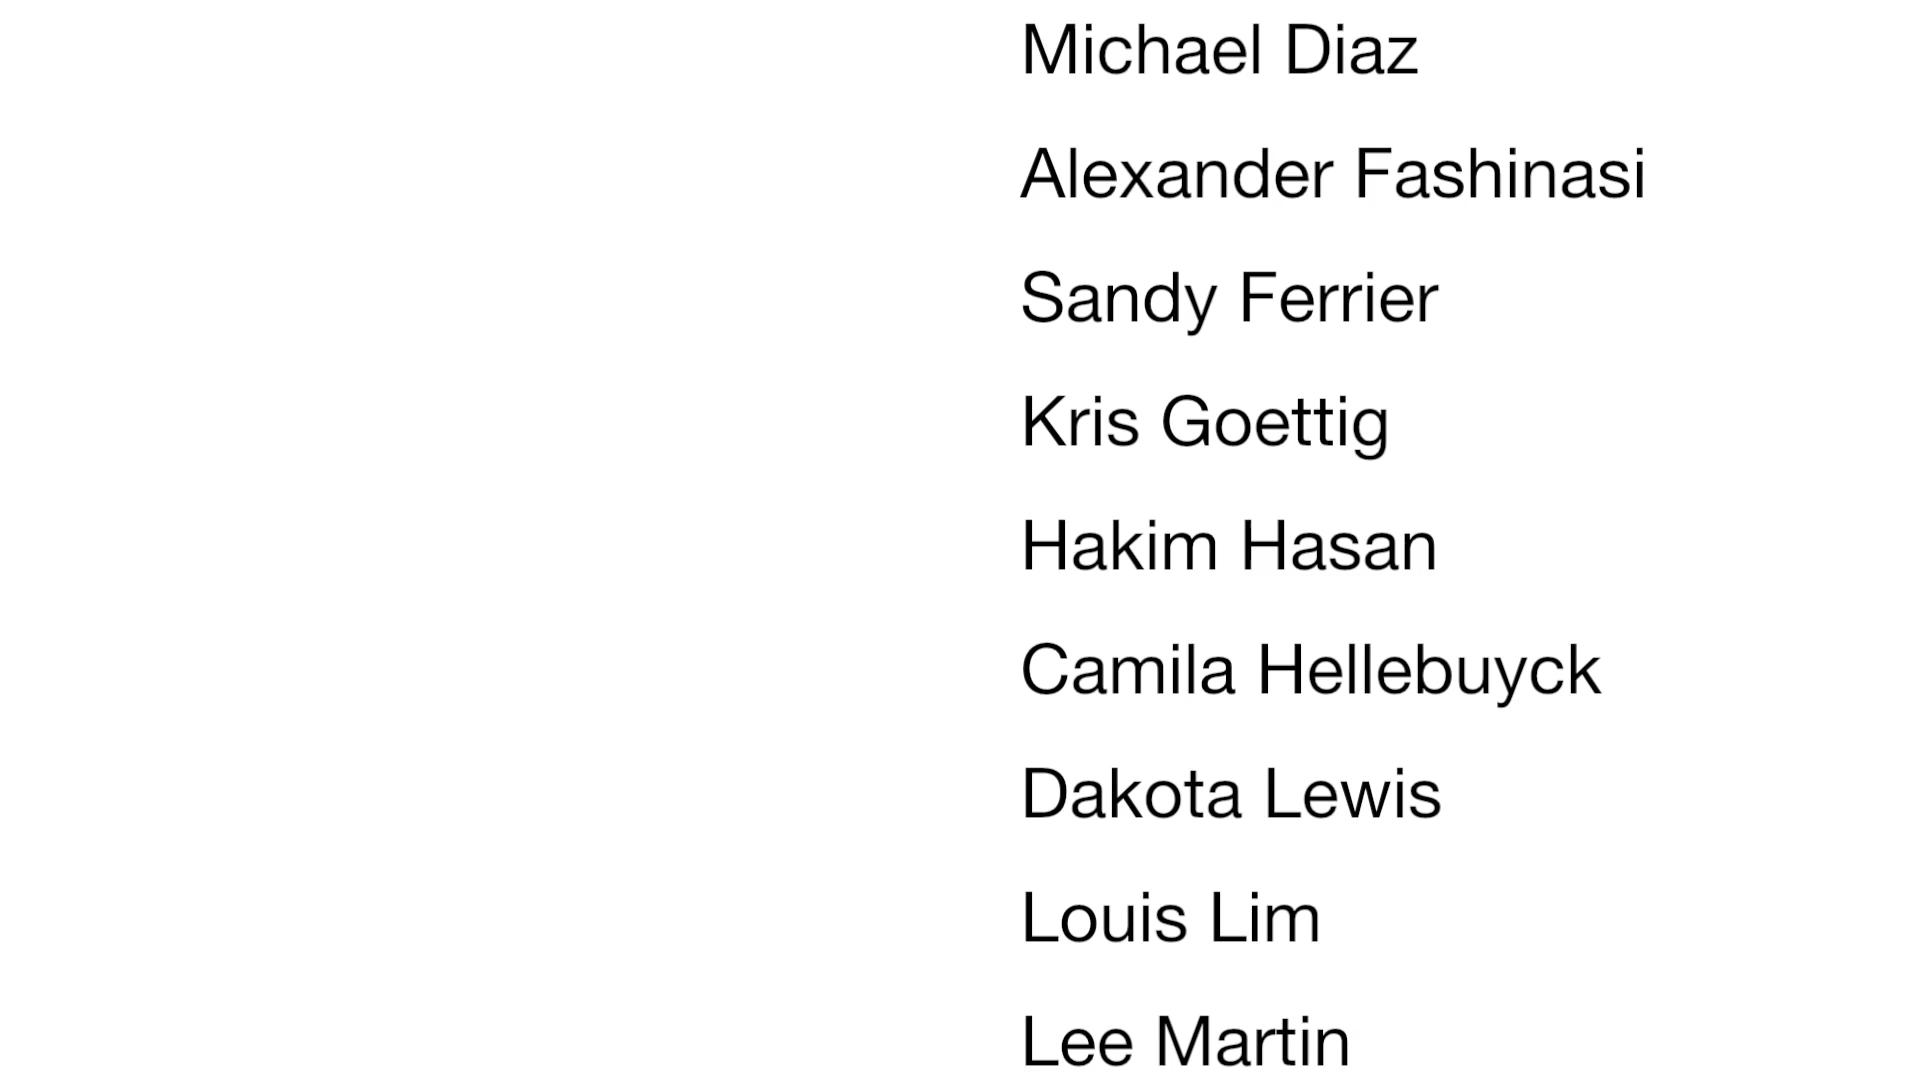 Michael Diaz
Alexander Fashinasi
Sandy Ferrier
Kris Goettig
Hakim Hasan
Camila Hellebuyck
Dakota Lewis
Louis Lim
Lee Martin